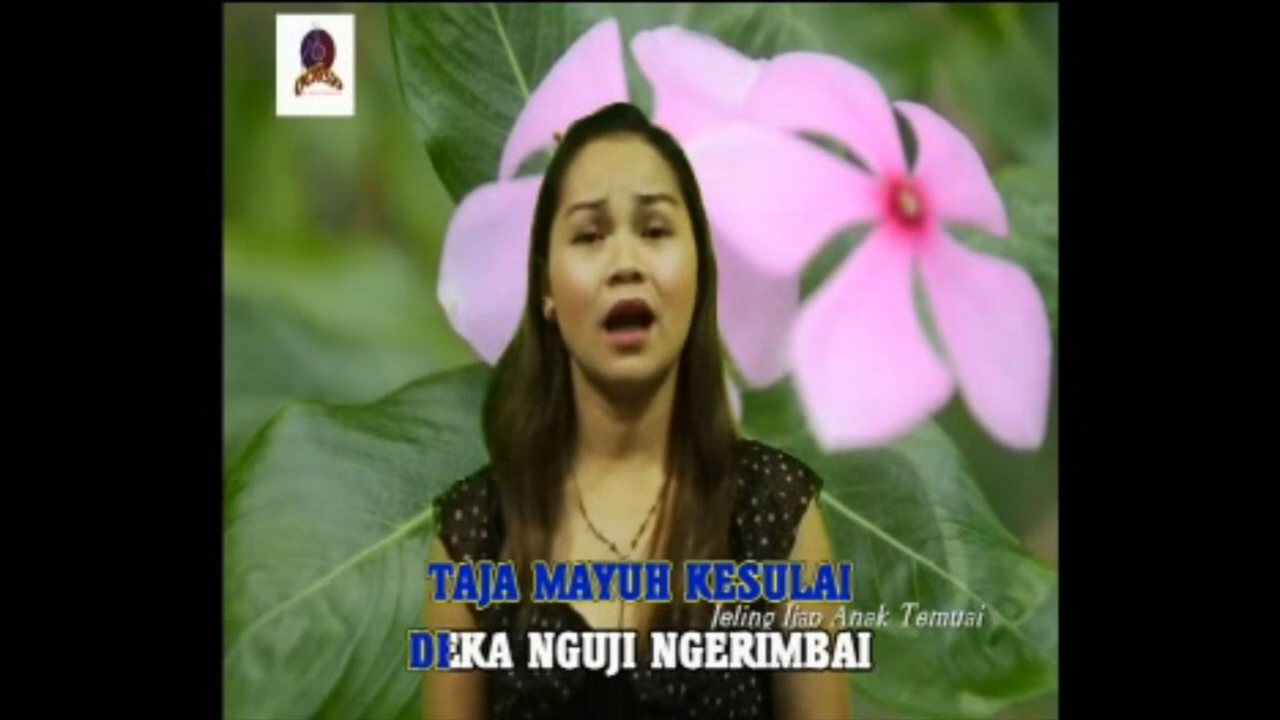 TAJA MAYUH KESULAI
Jeling Ijap Anak Temuai
DEKA NGUJI NGERIMBAI